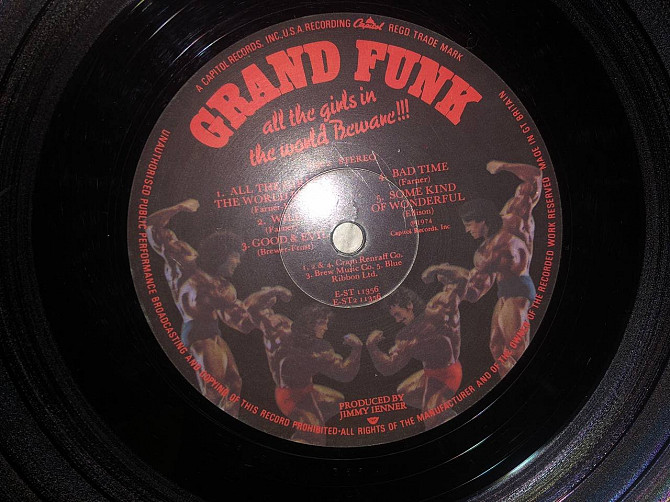 A CAPITOL RECORDS, INC., U.S.A. RECORDING Capitol REGD TRADE MARK
GRAND FUNK
all the girls in
the world Beware!!!
STEREO
1. ALL THE
THE WORLD
(Farner
2.
(Farner
3. GOOD & EVIL
(Brewer-Frost)
4. BAD TIME
(Farner)
5. SOME KIND
OF WONDERFUL
(Edison)
℗1974
Capitol Records, Inc
1, 2 & 4. Cram Renraff Co.
3. Brew Music Co. 5. Blue
Ribbon Ltd.
E-ST 11356
E-ST2 11356
PRODUCED BY
JIMMY IENNER
UNAUTHORISED PUBLIC PERFORMANCE BROADCASTING AND COPYING OF THIS RECORD PROHIBITED·ALL RIGHTS OF THE MANUFACTURER AND OF THE OWNER OF THE RECORDED WORK RESERVED MADE IN GT BRITAIN